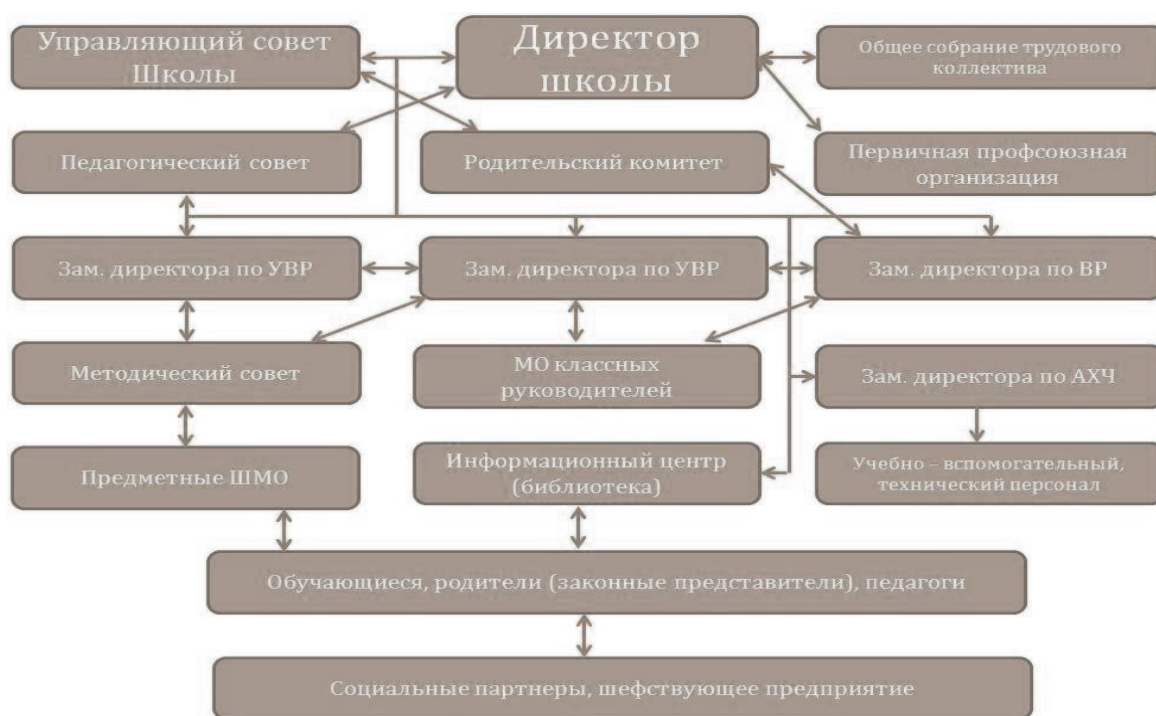 Управляющий совет
Школы
Директор
школы
Общее собрание трудового
коллектива
Педагогический совет
Родительский комитет
Первичная профсоюзная
организация
Зам. директора по УВР
Зам. директора по УВР
Зам. директора по ВР
Методический совет
МО классных
руководителей
Зам. директора по АХЧ
Предметные ШМО
Информационный центр
(библиотека)
Учебно – вспомогательный,
технический персонал
Обучающиеся, родители (законные представители), педагоги
Социальные партнеры, шефствующее предприятие